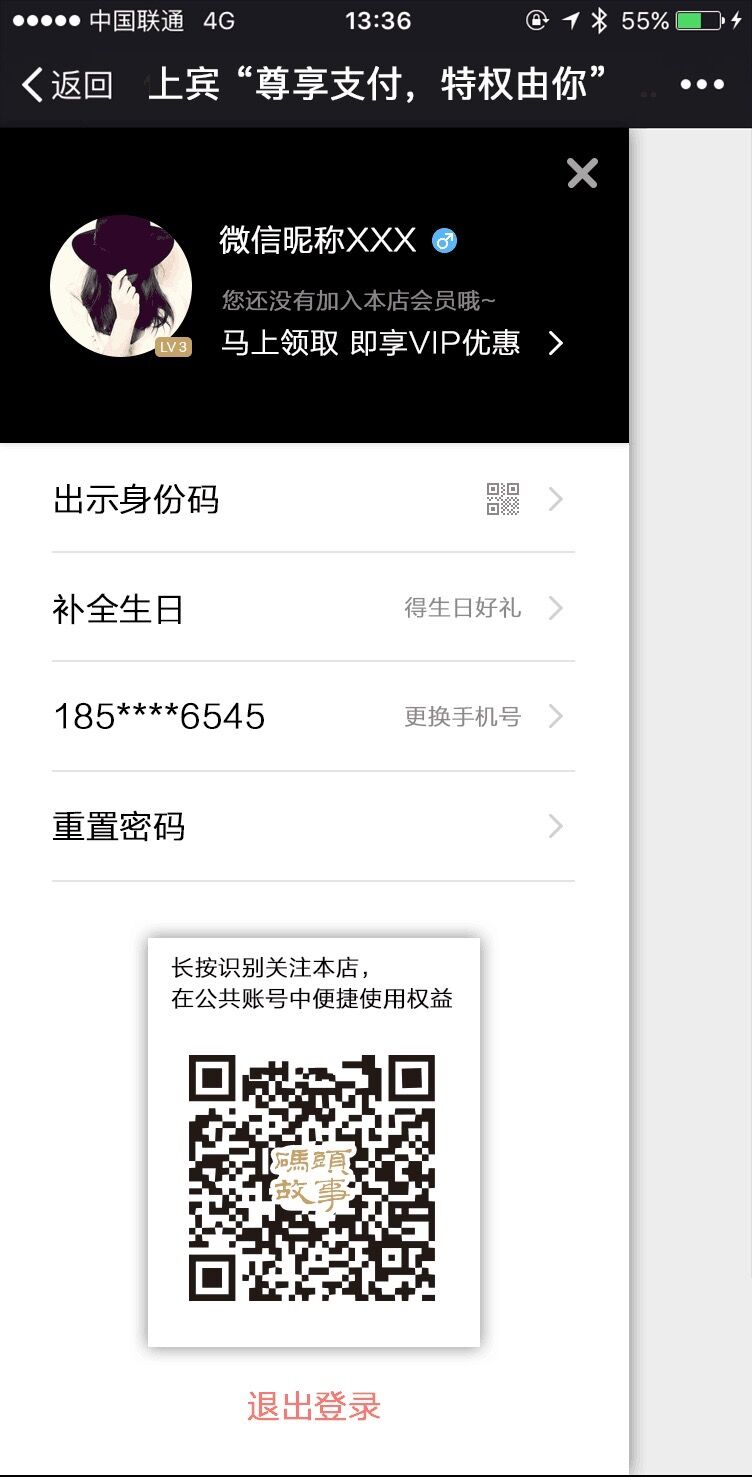 中国联通 4G 13:36 55%
返回 上宾“尊享支付，特权由你”
微信昵称XXX
您还没有加入本店会员哦~
LV 3
马上领取 即享VIP优惠
出示身份码
补全生日 得生日好礼
185****6545 更换手机号
重置密码
长按识别关注本店，
在公共账号中便捷使用权益
碼頭
故事
退出登录